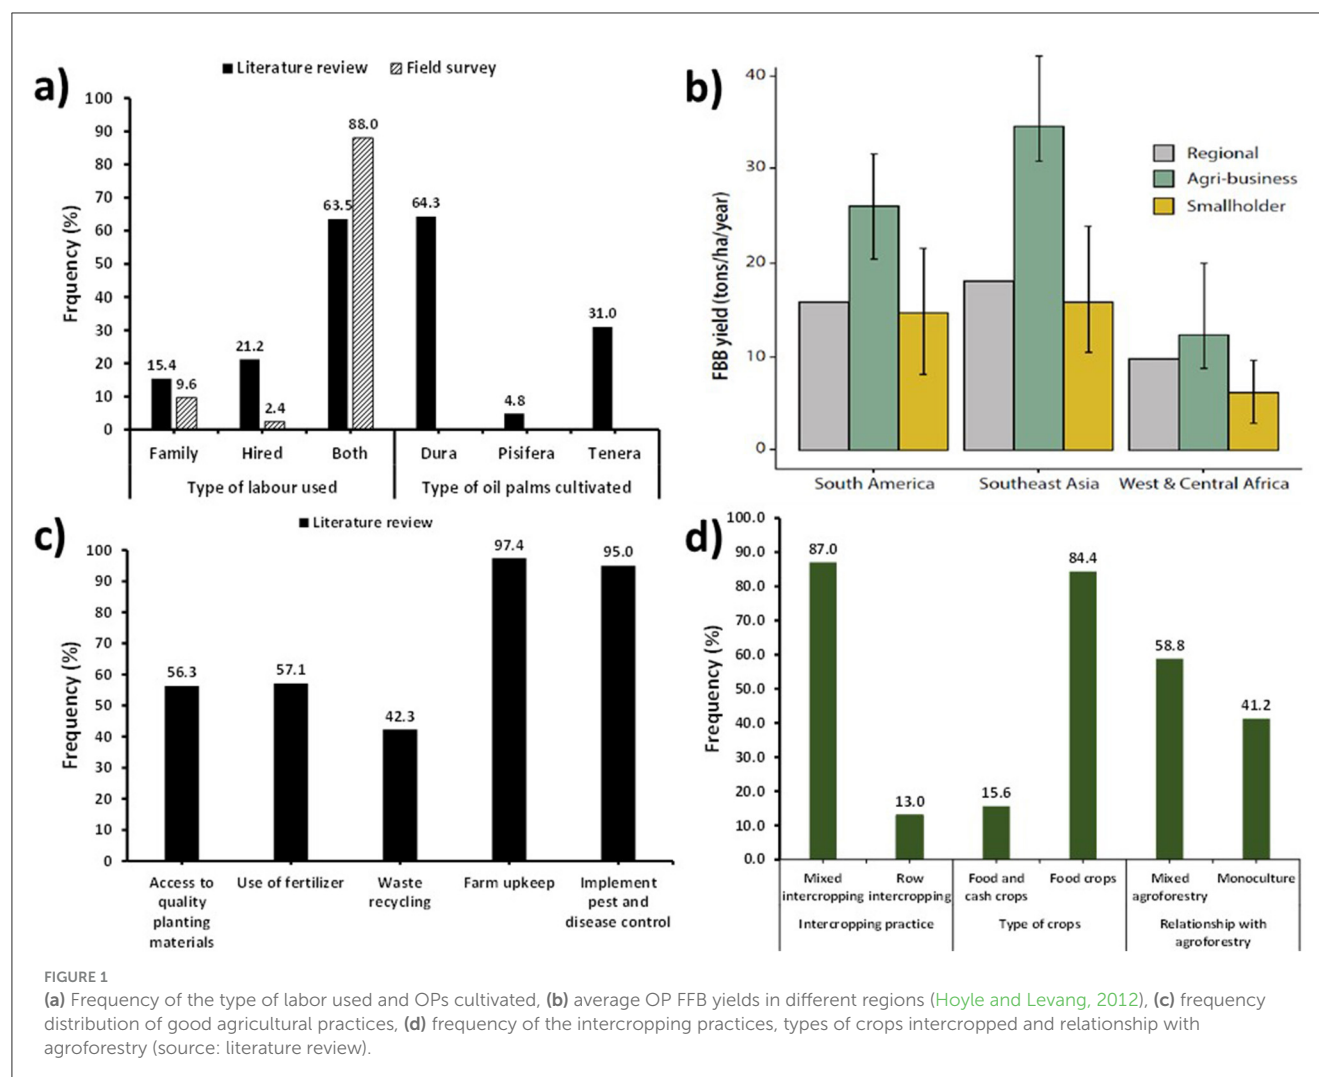 a)
Literature review
Field survey
100
90
80
70
60
50
40
30
20
10
0
Frquency (%)
15.4
9.6
21.2
2.4
63.5
88.0
64.3
4.8
31.0
Family
Hired
Both
Dura
Pisifera
Tenera
Type of labour used
Type of oil palms cultivated
b)
40
30
20
10
0
FBB yield (tons/ha/year)
Regional
Agri-business
Smallholder
South America
Southeast Asia
West & Central Africa
c)
Literature review
100
90
80
70
60
50
40
30
20
10
0
Frequency (%)
56.3
57.1
42.3
97.4
95.0
Access to
quality
planting
materials
Use of fertilizer
Waste
recycling
Farm upkeep
Implement
pest and
disease control
d)
100.0
90.0
80.0
70.0
60.0
50.0
40.0
30.0
20.0
10.0
0.0
Frequency (%)
87.0
13.0
15.6
84.4
58.8
41.2
Mixed
intercropping
Row
intercropping
Food and
cash crops
Food crops
Mixed
agroforestry
Monoculture
Intercropping practice
Type of crops
Relationship with
agroforestry
FIGURE 1
(a) Frequency of the type of labor used and OPs cultivated, (b) average OP FFB yields in different regions (Hoyle and Levang, 2012), (c) frequency
distribution of good agricultural practices, (d) frequency of the intercropping practices, types of crops intercropped and relationship with
agroforestry (source: literature review).